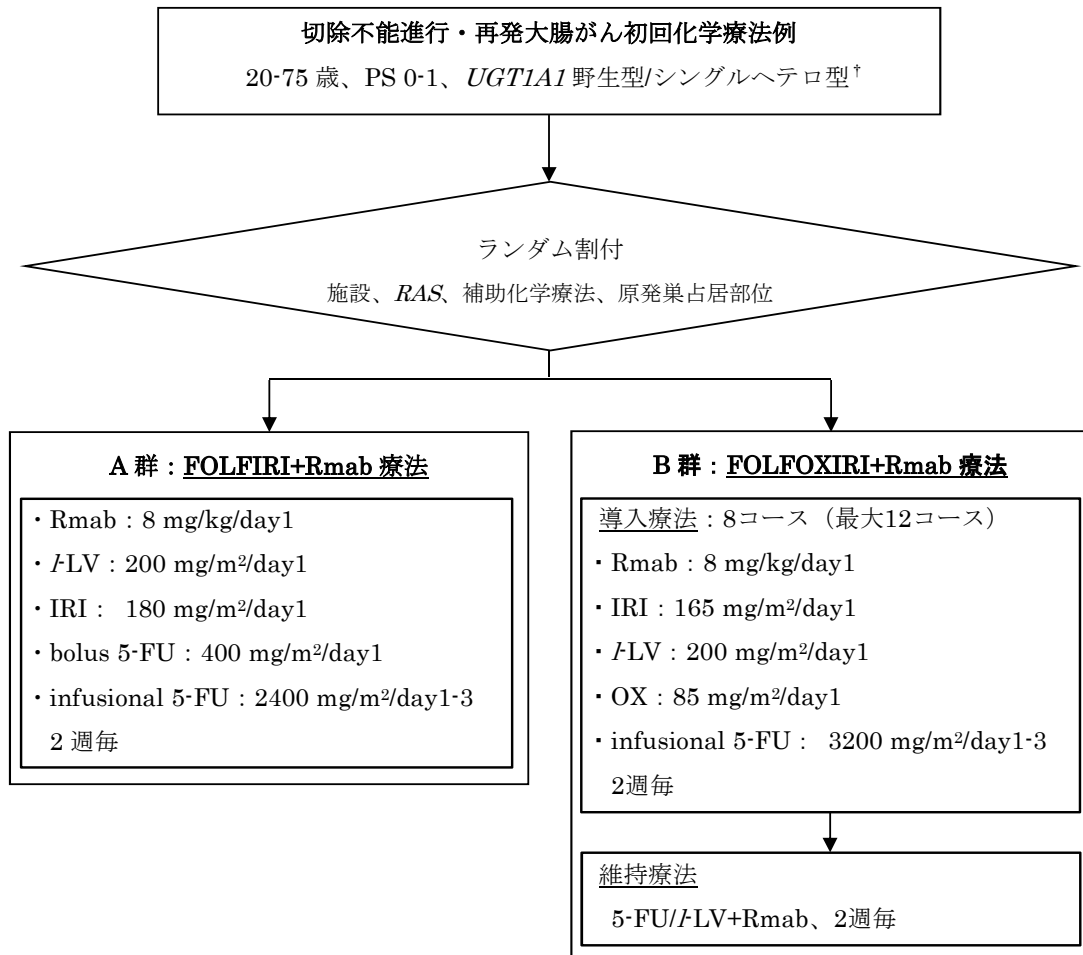 切除不能進行・再発大腸がん初回化学療法例
20-75 歳、PS 0-1、UGT1A1 野生型/シングルヘテロ型†
ランダム割付
施設、RAS、補助化学療法、原発巣占居部位
A 群：FOLFIRI+Rmab 療法
・Rmab：8 mg/kg/day1
・l-LV：200 mg/m²/day1
・IRI： 180 mg/m²/day1
・bolus 5-FU：400 mg/m²/day1
・infusional 5-FU：2400 mg/m²/day1-3
2 週毎
B 群：FOLFOXIRI+Rmab 療法
導入療法：8コース（最大12コース）
・Rmab：8 mg/kg/day1
・IRI：165 mg/m²/day1
・l-LV：200 mg/m²/day1
・OX：85 mg/m²/day1
・infusional 5-FU： 3200 mg/m²/day1-3
2週毎
維持療法
5-FU/l-LV+Rmab、2週毎